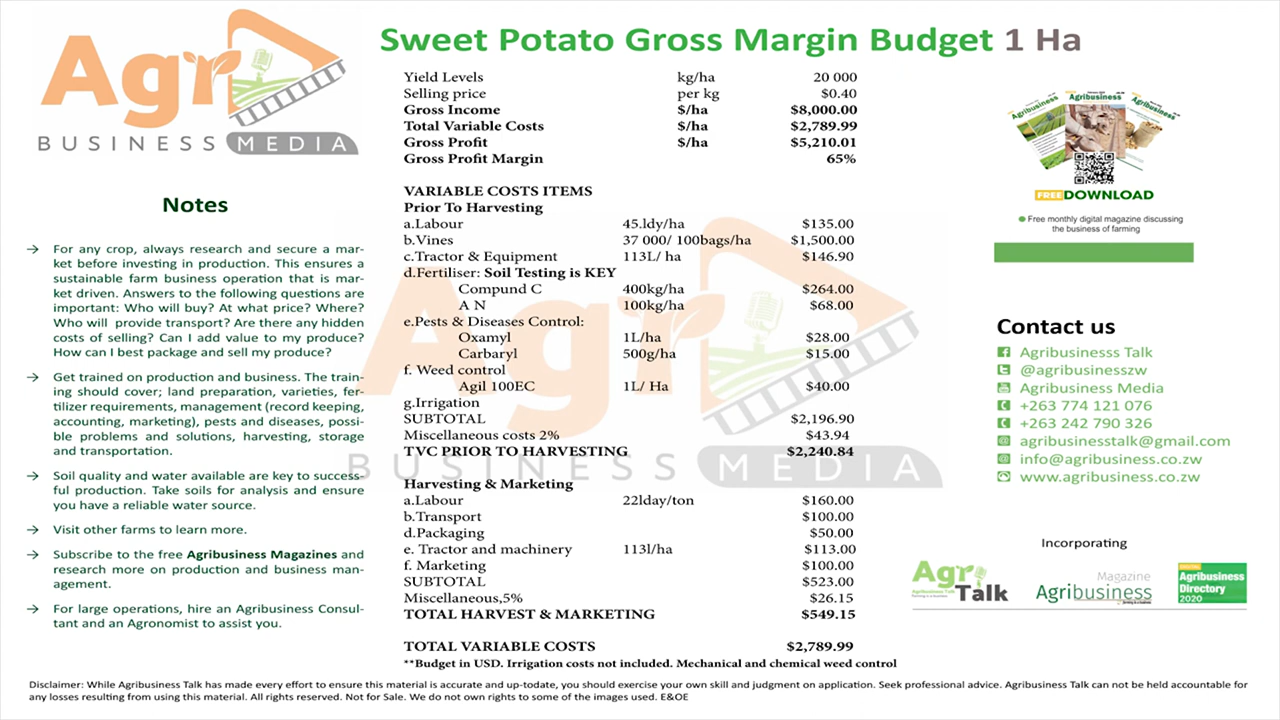 Agri
BUSINESS MEDIA
Sweet Potato Gross Margin Budget 1 Ha
Yield Levels kg/ha 20 000
Selling price per kg $0.40
Gross Income $/ha $8,000.00
Total Variable Costs $/ha $2,789.99
Gross Profit $/ha $5,210.01
Gross Profit Margin 65%
VARIABLE COSTS ITEMS
Prior To Harvesting
a.Labour 45.ldy/ha $135.00
b.Vines 37 000/ 100bags/ha $1,500.00
c.Tractor & Equipment 113L/ ha $146.90
d.Fertiliser: Soil Testing is KEY
Compund C 400kg/ha $264.00
A N 100kg/ha $68.00
e.Pests & Diseases Control:
Oxamyl 1L/ha $28.00
Carbaryl 500g/ha $15.00
f. Weed control
Agil 100EC 1L/ Ha $40.00
g.Irrigation
SUBTOTAL $2,196.90
Miscellaneous costs 2% $43.94
TVC PRIOR TO HARVESTING $2,240.84
Harvesting & Marketing
a.Labour 22lday/ton $160.00
b.Transport $100.00
d.Packaging $50.00
e. Tractor and machinery 113l/ha $113.00
f. Marketing $100.00
SUBTOTAL $523.00
Miscellaneouts,5% $26.15
TOTAL HARVEST & MARKETING $549.15
TOTAL VARIABLE COSTS $2,789.99
**Budget in USD. Irrigation costs not included. Mechanical and chemical weed control
Notes
→ For any crop, always research and secure a mar-
ket before investing in production. This ensures a
sustainable farm business operation that is mar-
ket driven. Answers to the following questions are
important: Who will buy? At what price? Where?
Who will provide transport? Are there any hidden
costs of selling? Can I add value to my produce?
How can I best package and sell my produce?
→ Get trained on production and business. The train-
ing should cover; land preparation, varieties, fer-
tilizer requirements, management (record keeping,
accounting, marketing), pests and diseases, possi-
ble problems and solutions, harvesting, storage
and transportation.
→ Soil quality and water available are key to success-
ful production. Take soils for analysis and ensure
you have a reliable water source.
→ Visit other farms to learn more.
→ Subscribe to the free Agribusiness Magazines and
research more on production and business man-
agement.
→ For large operations, hire an Agribusiness Consul-
tant and an Agronomist to assist you.
BUSINESS MEDIA
Agribusiness
Agribusiness
Agribusiness
FREE DOWNLOAD
Free monthly digital magazine discussing
the business of farming
Contact us
Agribusinesss Talk
@agribusinesszw
Agribusiness Media
+263 774 121 076
+263 242 790 326
agribusinesstalk@gmail.com
info@agribusiness.co.zw
www.agribusiness.co.zw
Incorporating
Agri Talk
Magazine
Agribusiness
Agribusiness
Directory
2020
Disclaimer: While Agribusiness Talk has made every effort to ensure this material is accurate and up-todate, you should exercise your own skill and judgment on application. Seek professional advice. Agribusiness Talk can not be held accountable for
any losses resulting from using this material. All rights reserved. Not for Sale. We do not own rights to some of the images used. E&OE